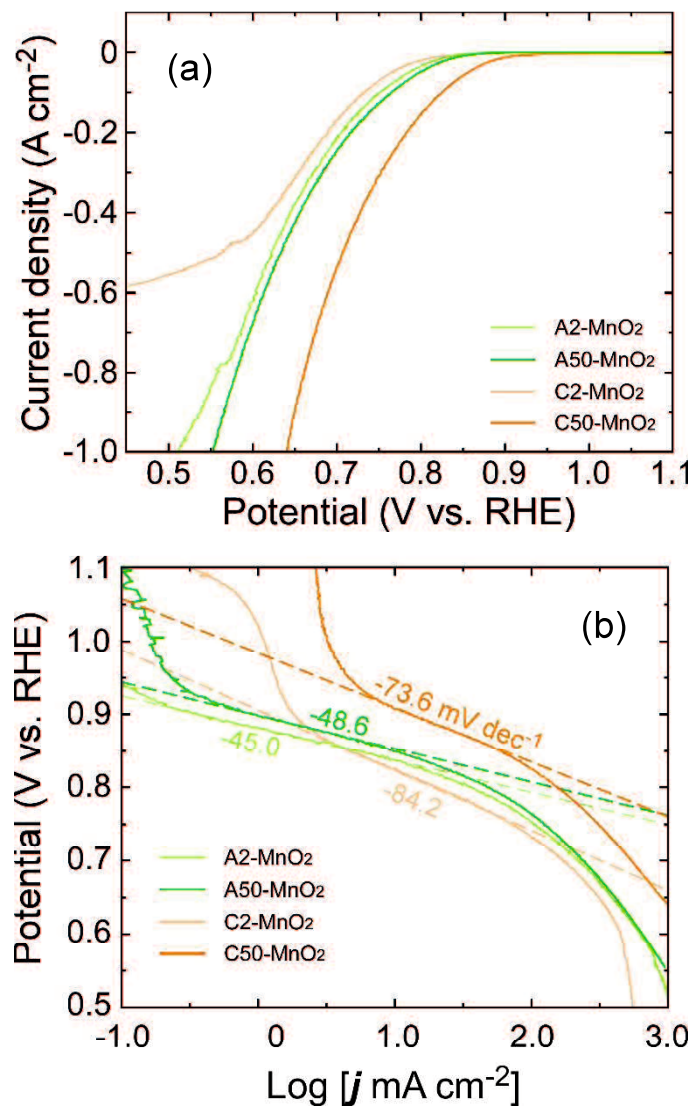 (a)
Current density (A cm⁻²)
0
-0.2
-0.4
-0.6
-0.8
-1.0
A2-MnO₂
A50-MnO₂
C2-MnO₂
C50-MnO₂
0.5 0.6 0.7 0.8 0.9 1.0 1.1
Potential (V vs. RHE)
(b)
Potential (V vs. RHE)
1.1
1.0
0.9
0.8
0.7
0.6
0.5
-73.6 mV dec⁻¹
-48.6
-45.0
-84.2
A2-MnO₂
A50-MnO₂
C2-MnO₂
C50-MnO₂
-1.0 0 1.0 2.0 3.0
Log [j mA cm⁻²]